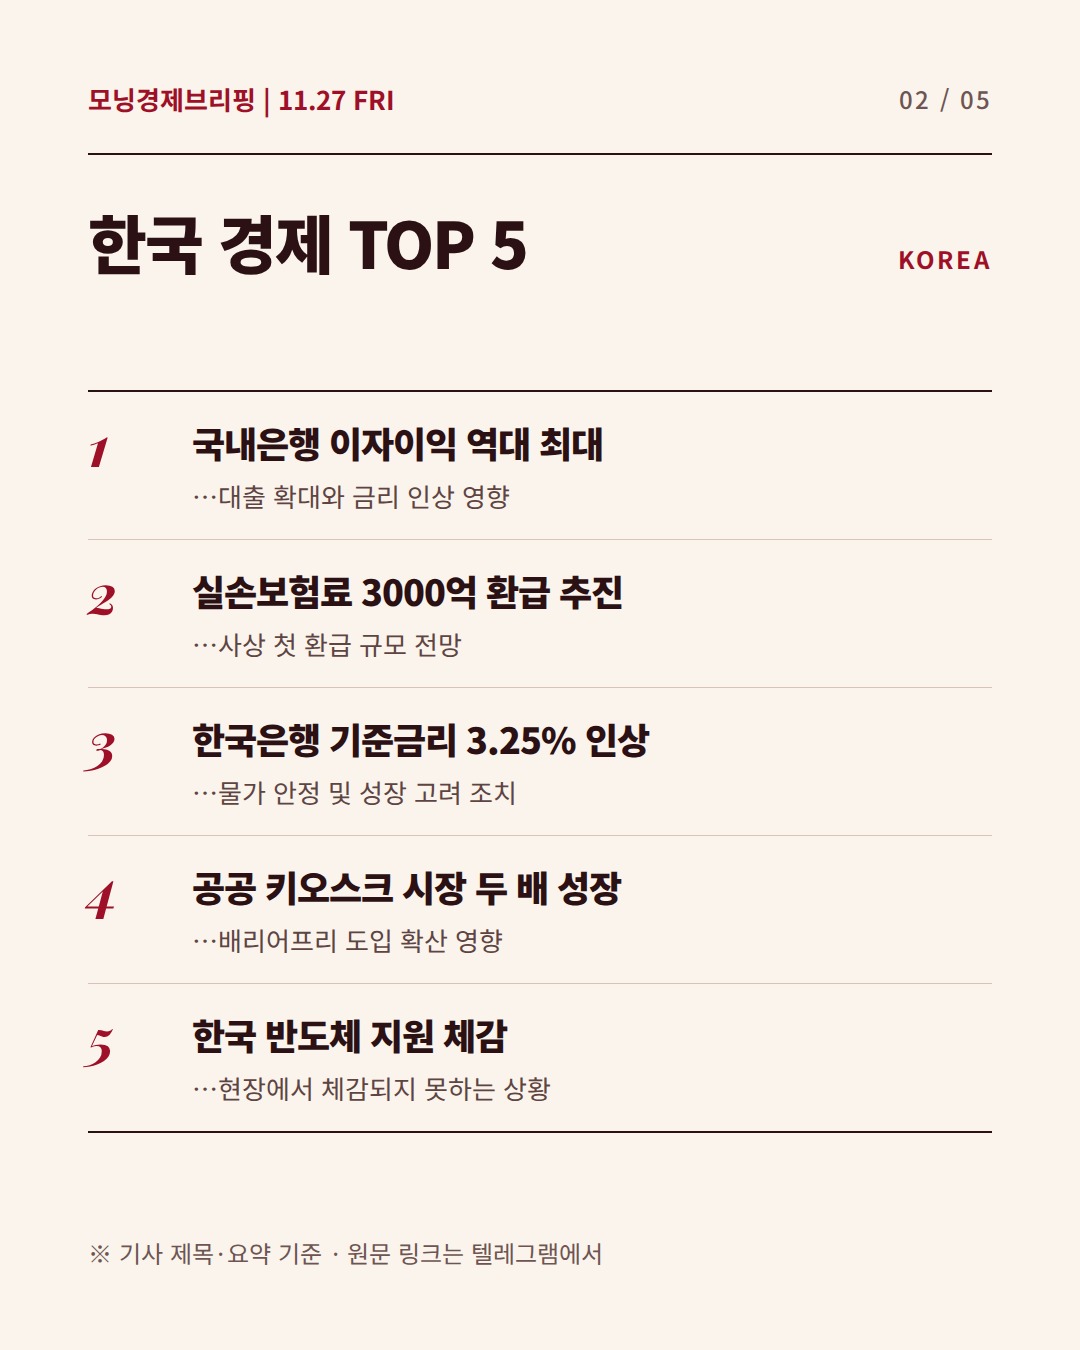 모닝경제브리핑 | 11.27 FRI
02 / 05
한국 경제 TOP 5
KOREA
1
국내은행 이자이익 역대 최대
…대출 확대와 금리 인상 영향
2
실손보험료 3000억 환급 추진
…사상 첫 환급 규모 전망
3
한국은행 기준금리 3.25% 인상
…물가 안정 및 성장 고려 조치
4
공공 키오스크 시장 두 배 성장
…배리어프리 도입 확산 영향
5
한국 반도체 지원 체감
…현장에서 체감되지 못하는 상황
※ 기사 제목·요약 기준 · 원문 링크는 텔레그램에서